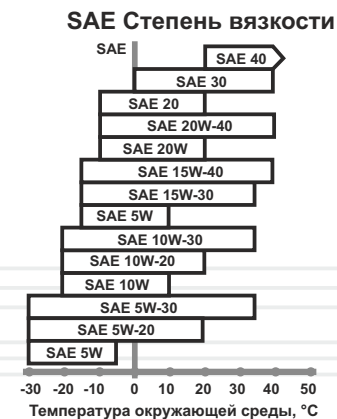 SAE Степень вязкости
SAE
SAE 40
SAE 30
SAE 20
SAE 20W-40
SAE 20W
SAE 15W-40
SAE 15W-30
SAE 5W
SAE 10W-30
SAE 10W-20
SAE 10W
SAE 5W-30
SAE 5W-20
SAE 5W
-30 -20 -10 0 10 20 30 40 50
Температура окружающей среды, °C